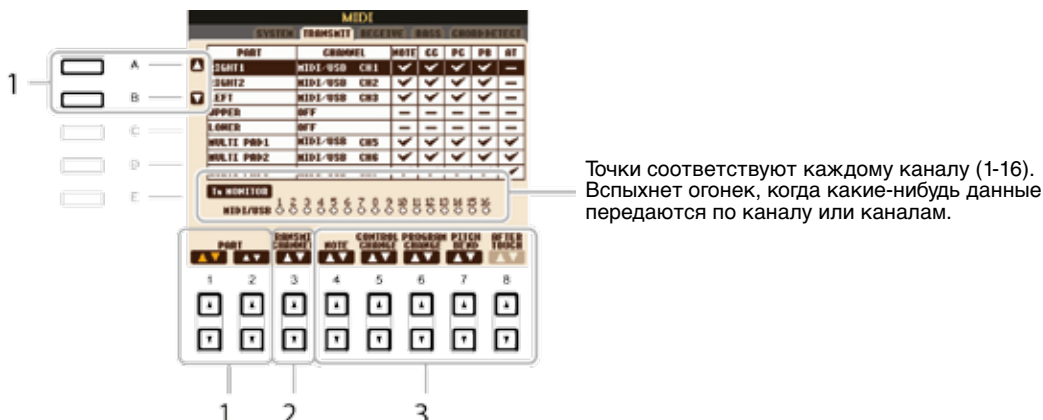 MIDI
SYSTEM TRANSMIT RECEIVE BASS CHORD DETECT
PART CHANNEL NOTE CC PC PB AT
RIGHT1 MIDI/USB CH1
RIGHT2 MIDI/USB CH2
LEFT MIDI/USB CH3
UPPER OFF
LOWER OFF
MULTI PAD1 MIDI/USB CH5
MULTI PAD2 MIDI/USB CH6
1
A
B
C
D
E
Tx MONITOR
MIDI/USB 1 2 3 4 5 6 7 8 9 10 11 12 13 14 15 16
Точки соответствуют каждому каналу (1-16).
Вспыхнет огонек, когда какие-нибудь данные
передаются по каналу или каналам.
PART TRANSMIT CHANNEL NOTE CONTROL CHANGE PROGRAM CHANGE PITCH BEND AFTER TOUCH
1 2 3 4 5 6 7 8
1 2 3